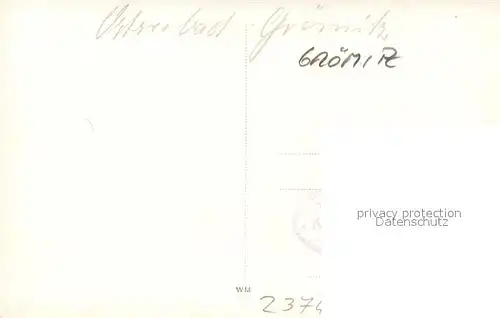 Ostseebad Grömitz
GRÖMITZ
privacy protection
Datenschutz
WM
2374